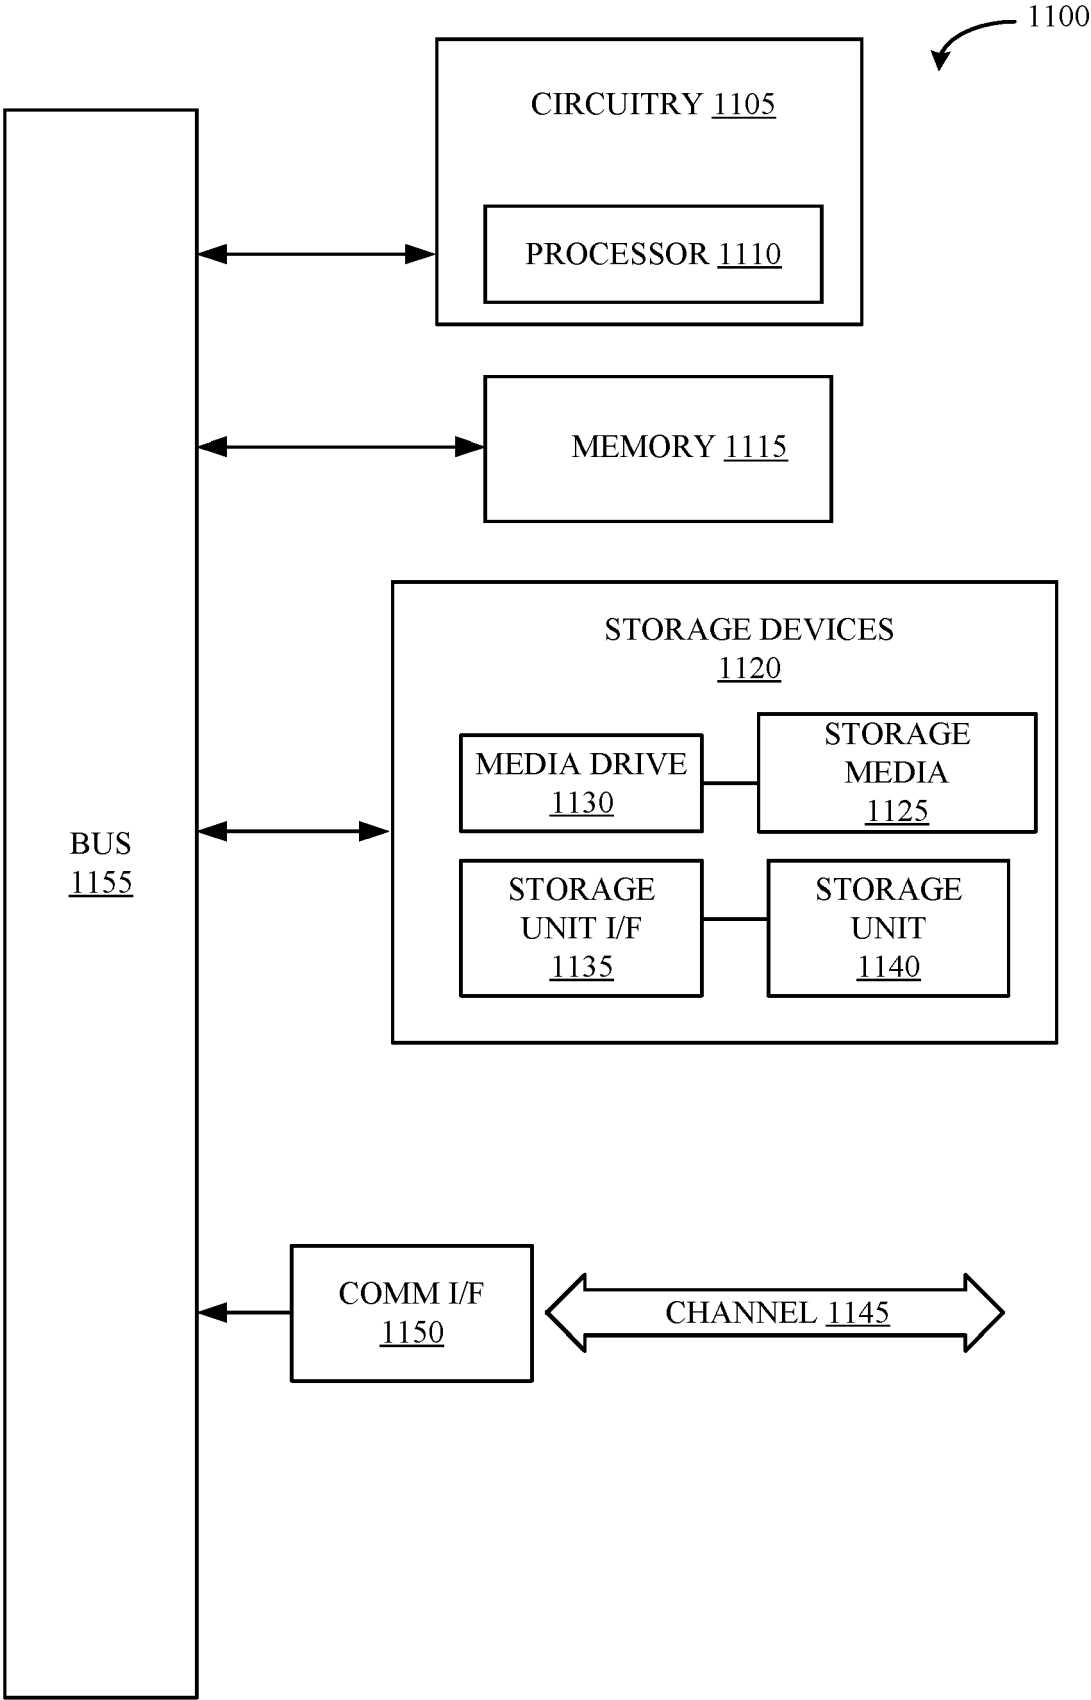 1100
CIRCUITRY 1105
PROCESSOR 1110
MEMORY 1115
STORAGE DEVICES
1120
MEDIA DRIVE
1130
STORAGE
MEDIA
1125
STORAGE
UNIT I/F
1135
STORAGE
UNIT
1140
BUS
1155
COMM I/F
1150
CHANNEL 1145